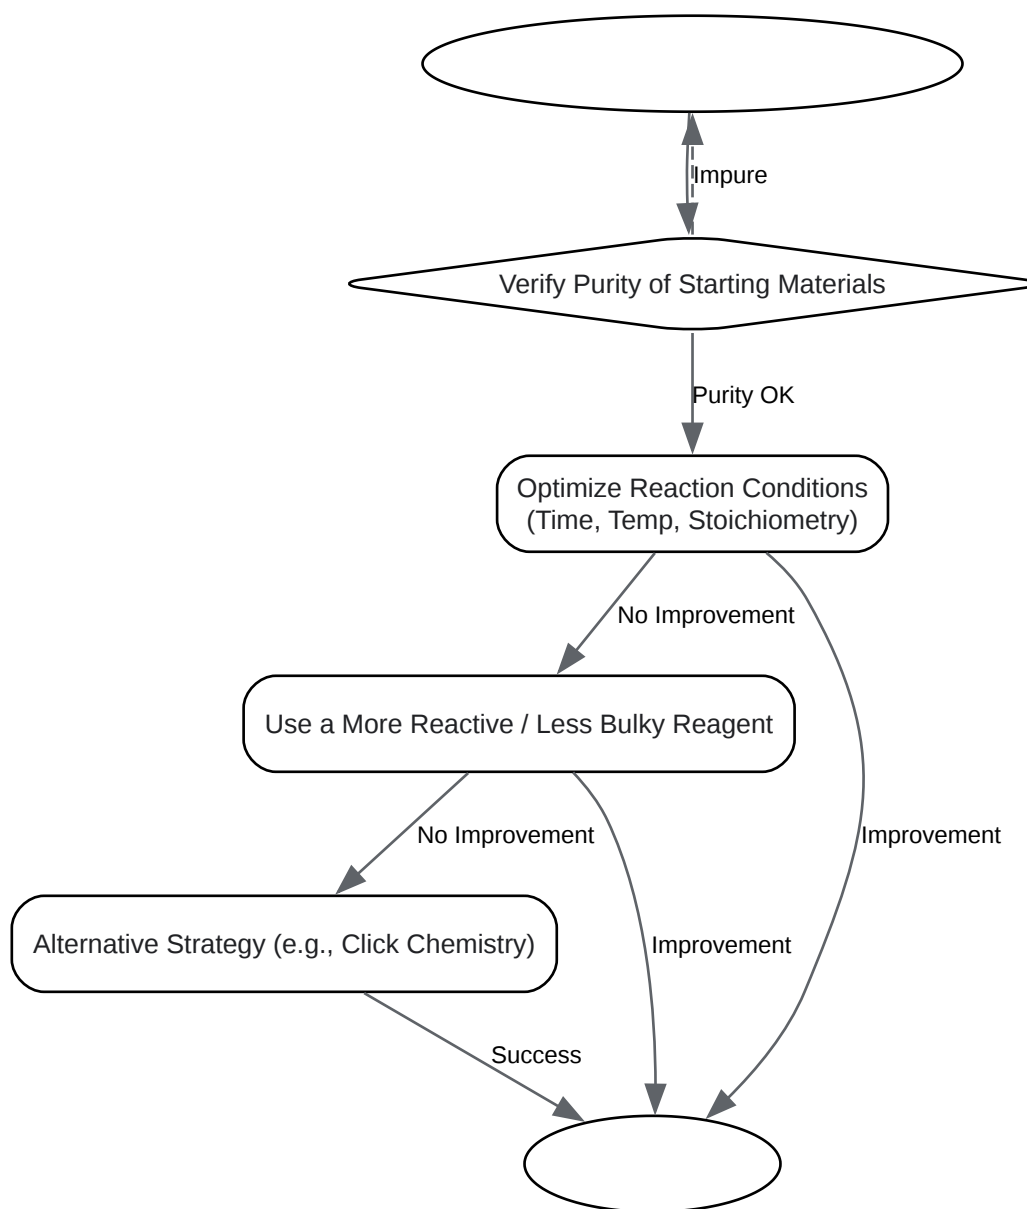 Impure
Verify Purity of Starting Materials
Purity OK
Optimize Reaction Conditions
(Time, Temp, Stoichiometry)
No Improvement
Use a More Reactive / Less Bulky Reagent
No Improvement
Improvement
Alternative Strategy (e.g., Click Chemistry)
Improvement
Success